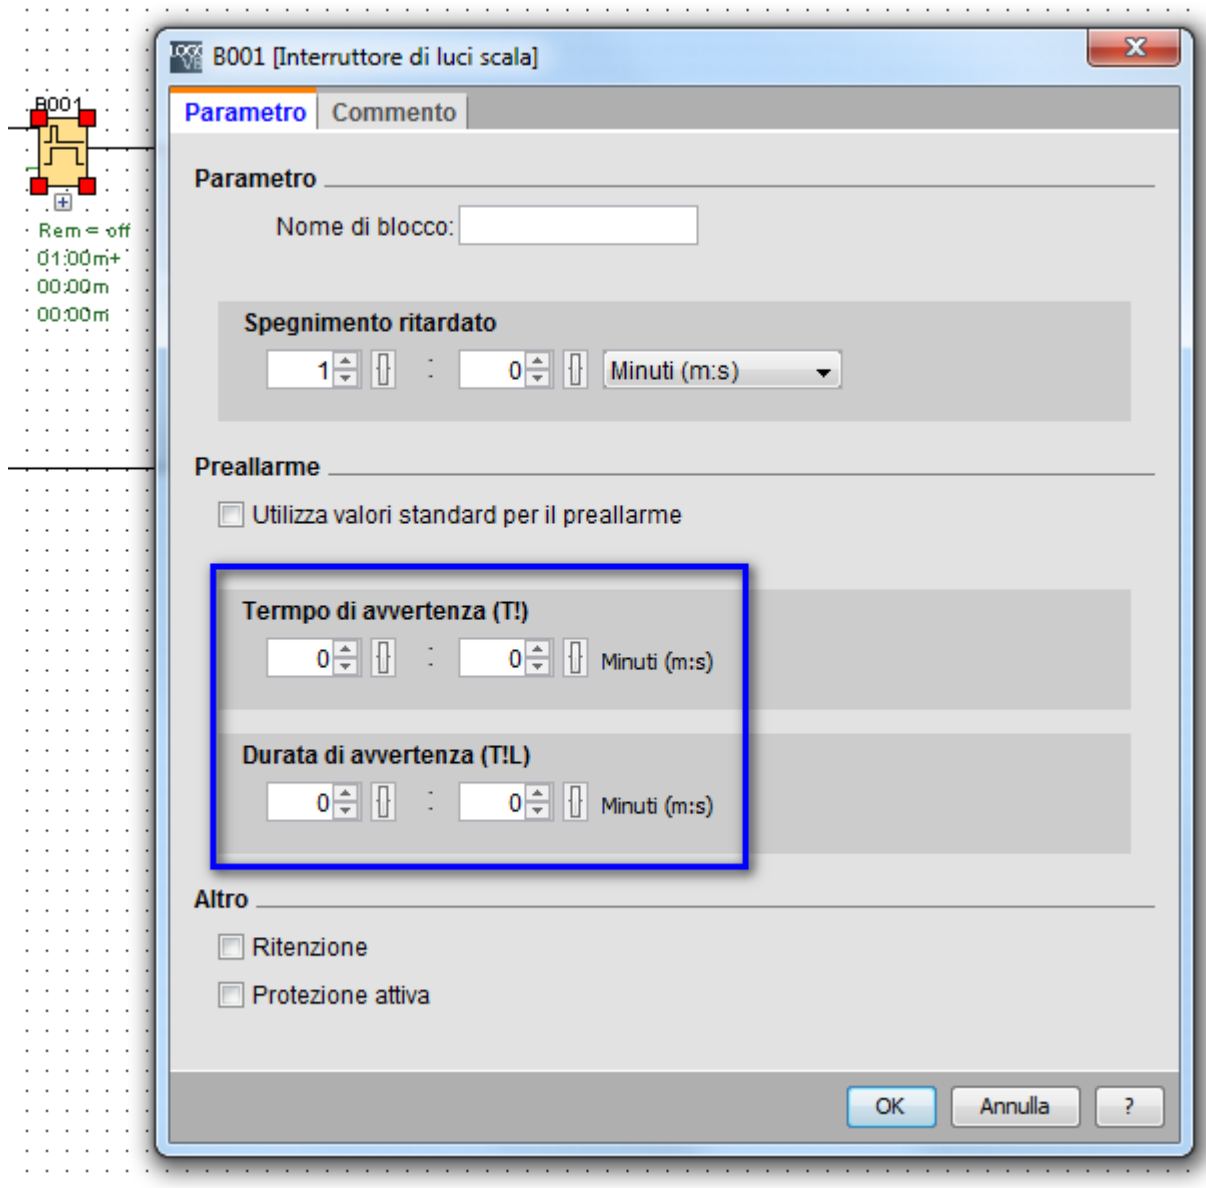 B001 [Interruttore di luci scala]
B001
Rem = off
01:00m+
00:00m
00:00m
Parametro Commento
Parametro
Nome di blocco:
Spegnimento ritardato
1 : 0 Minuti (m:s)
Preallarme
Utilizza valori standard per il preallarme
Termpo di avvertenza (T!)
0 : 0 Minuti (m:s)
Durata di avvertenza (T!L)
0 : 0 Minuti (m:s)
Altro
Ritenzione
Protezione attiva
OK Annulla ?